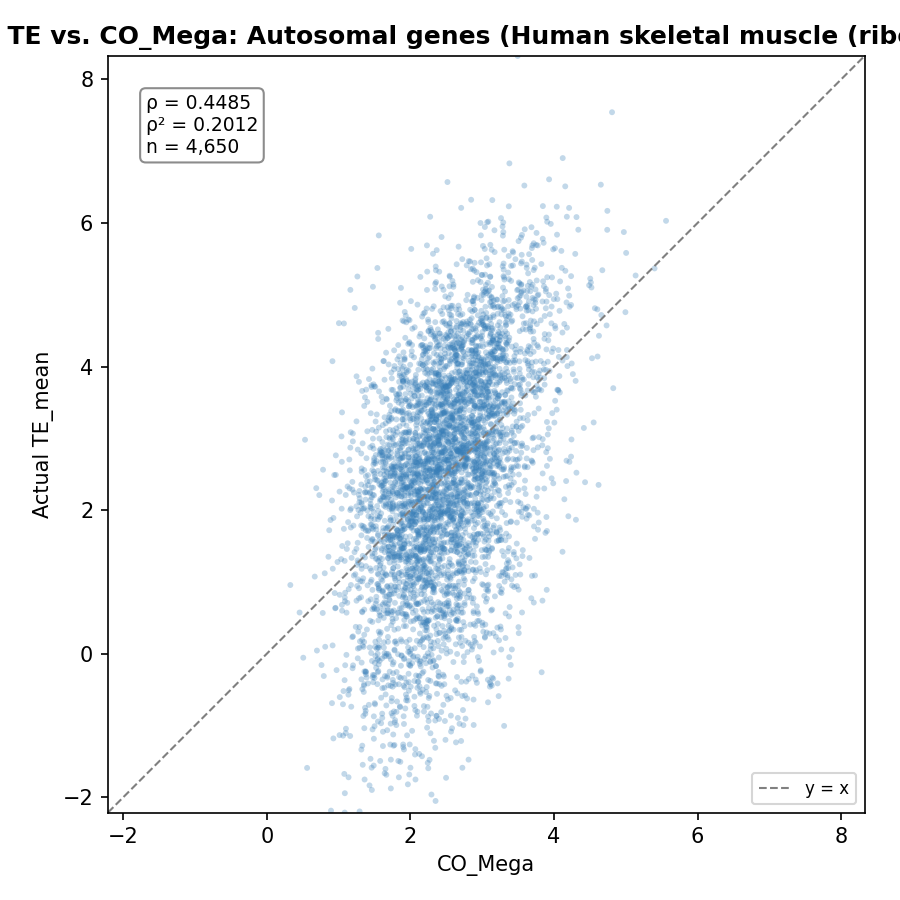 TE vs. CO_Mega: Autosomal genes (Human skeletal muscle
ρ = 0.4485
ρ² = 0.2012
n = 4,650
8
6
4
2
0
−2
Actual TE_mean
y = x
−2
0
2
4
6
8
CO_Mega